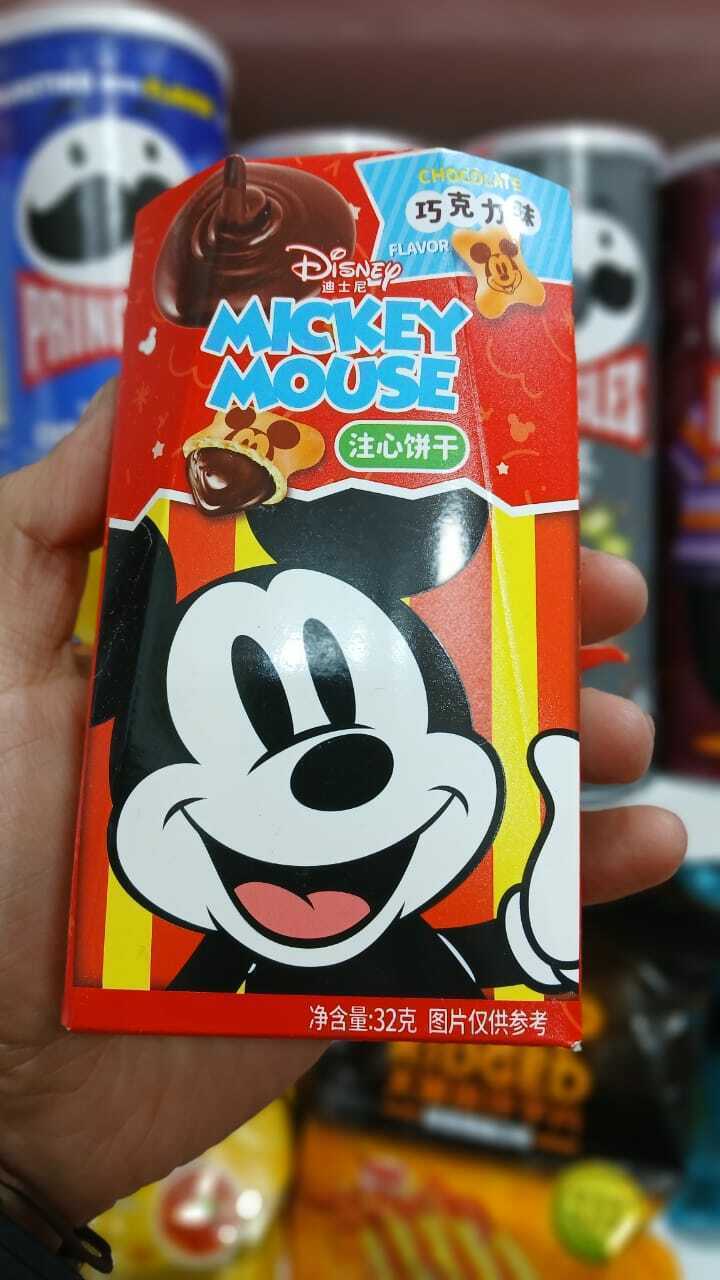 CHOCOLATE
巧克力味
FLAVOR
Disney
迪士尼
MICKEY
MOUSE
注心饼干
净含量:32克 图片仅供参考
RIDGED